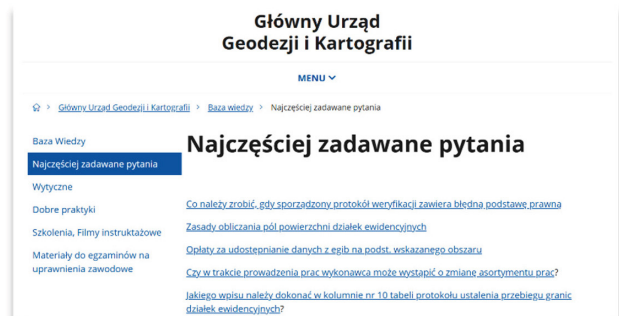 Główny Urząd
Geodezji i Kartografii
MENU
Główny Urząd Geodezji i Kartografii > Baza wiedzy > Najczęściej zadawane pytania
Baza Wiedzy
Najczęściej zadawane pytania
Wytyczne
Dobre praktyki
Szkolenia, Filmy instruktażowe
Materiały do egzaminów na
uprawnienia zawodowe
Najczęściej zadawane pytania
Co należy zrobić, gdy sporządzony protokół weryfikacji zawiera błędną podstawę prawną
Zasady obliczania pól powierzchni działek ewidencyjnych
Opłaty za udostępnianie danych z egib na podst. wskazanego obszaru
Czy w trakcie prowadzenia prac wykonawca może wystąpić o zmianę asortymentu prac?
Jakiego wpisu należy dokonać w kolumnie nr 10 tabeli protokołu ustalenia przebiegu granic
działek ewidencyjnych?